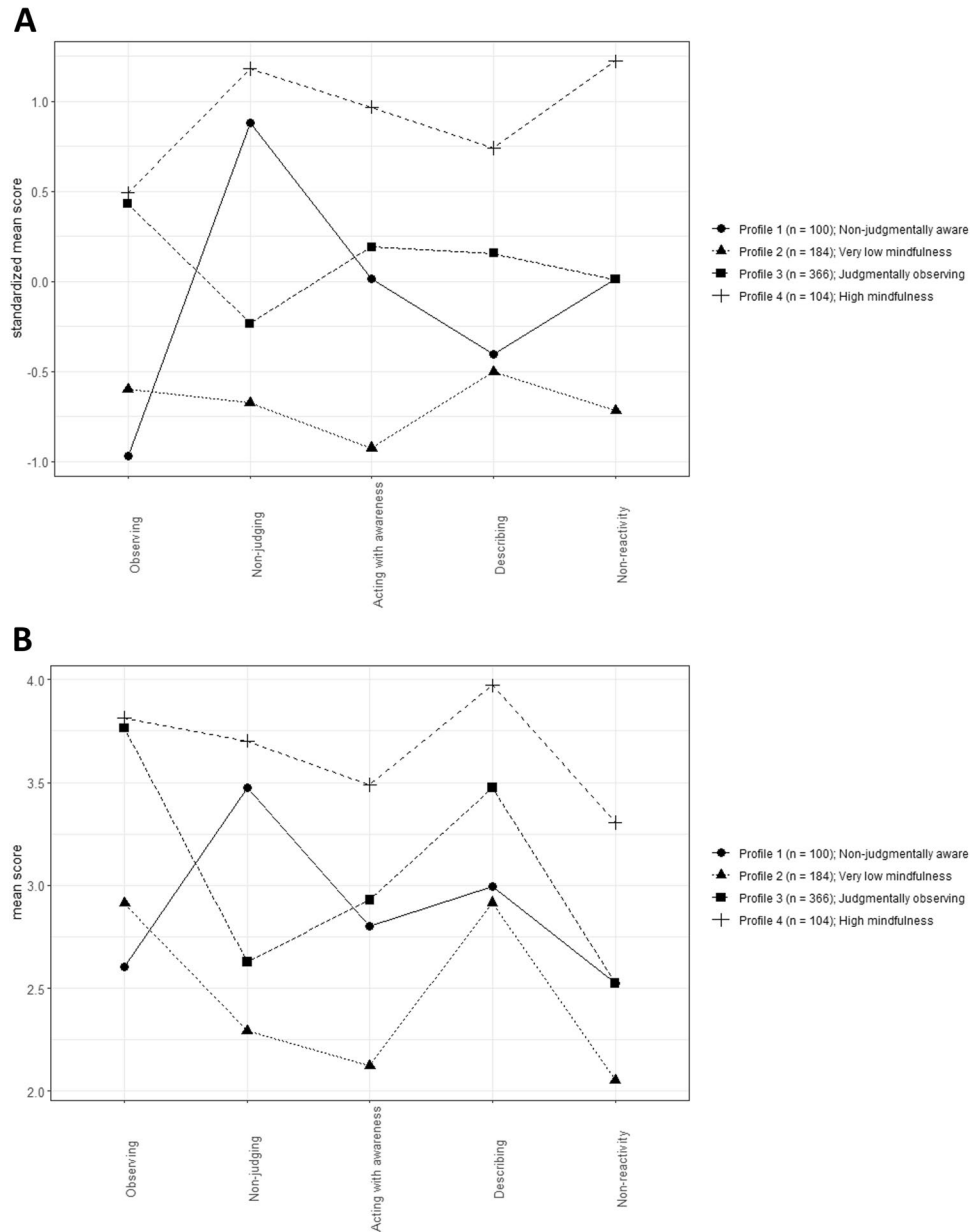 A
standardized mean score
1.0
0.5
0.0
-0.5
-1.0
Observing
Non-judging
Acting with awareness
Describing
Non-reactivity
Profile 1 (n = 100); Non-judgmentally aware
Profile 2 (n = 184); Very low mindfulness
Profile 3 (n = 366); Judgmentally observing
Profile 4 (n = 104); High mindfulness
B
mean score
4.0
3.5
3.0
2.5
2.0
Observing
Non-judging
Acting with awareness
Describing
Non-reactivity
Profile 1 (n = 100); Non-judgmentally aware
Profile 2 (n = 184); Very low mindfulness
Profile 3 (n = 366); Judgmentally observing
Profile 4 (n = 104); High mindfulness